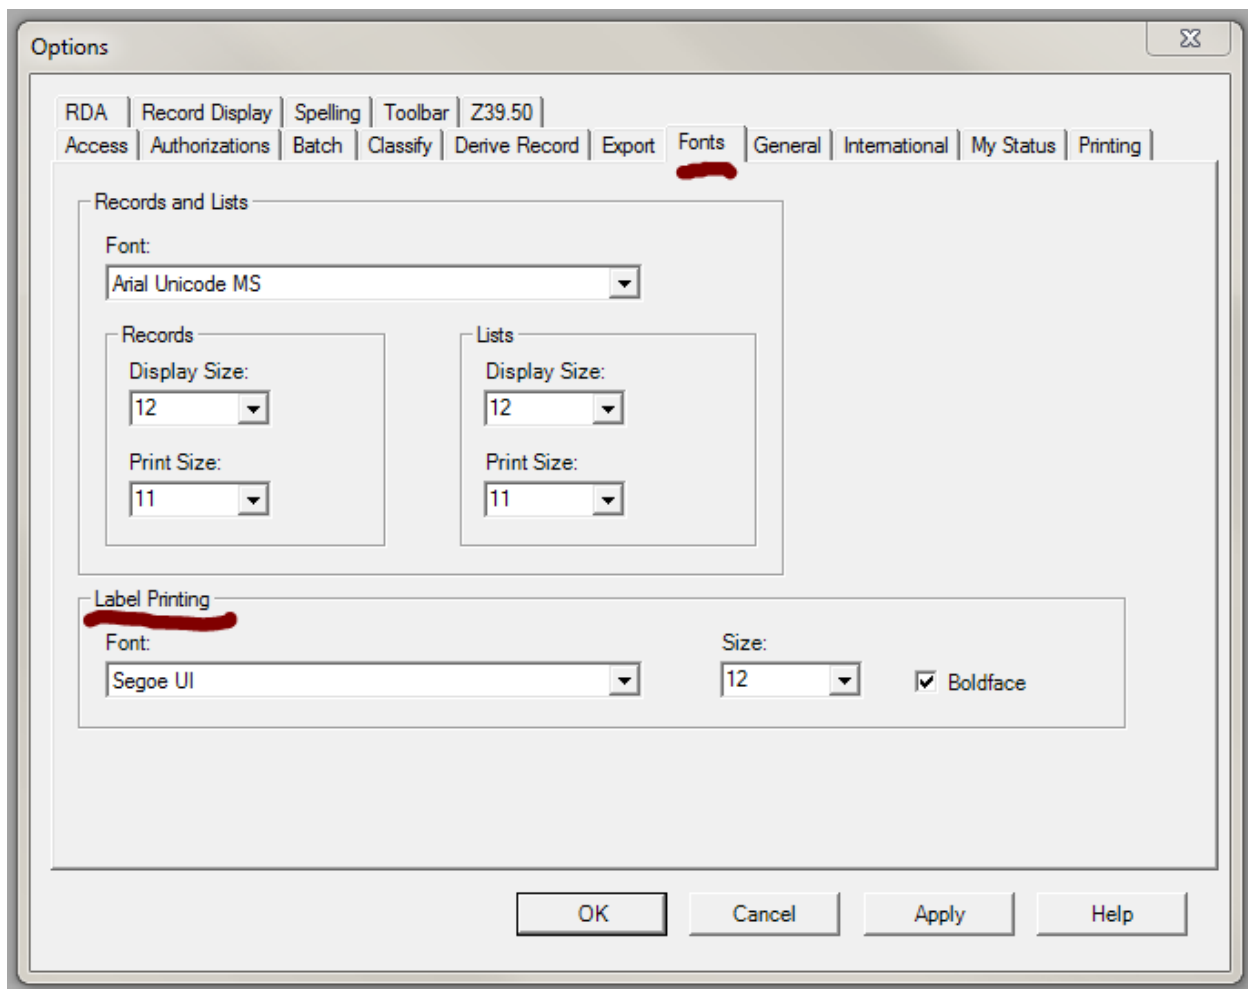 Options
RDA Record Display Spelling Toolbar Z39.50
Access Authorizations Batch Classify Derive Record Export Fonts General International My Status Printing
Records and Lists
Font:
Arial Unicode MS
Records Lists
Display Size: Display Size:
12 12
Print Size: Print Size:
11 11
Label Printing
Font: Size:
Segoe UI 12 Boldface
OK Cancel Apply Help